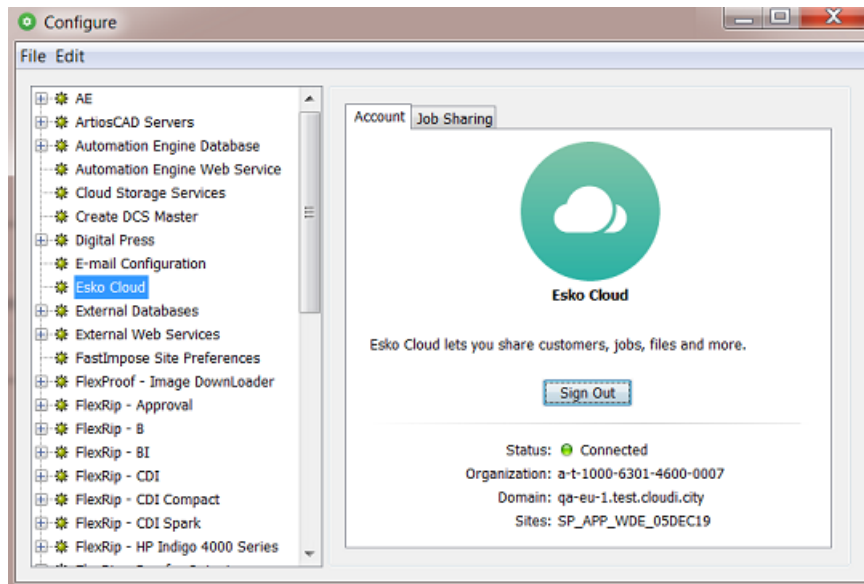 Configure
File Edit
AE
ArtiosCAD Servers
Automation Engine Database
Automation Engine Web Service
Cloud Storage Services
Create DCS Master
Digital Press
E-mail Configuration
Esko Cloud
External Databases
External Web Services
FastImpose Site Preferences
FlexProof - Image DownLoader
FlexRip - Approval
FlexRip - B
FlexRip - BI
FlexRip - CDI
FlexRip - CDI Compact
FlexRip - CDI Spark
FlexRip - HP Indigo 4000 Series
Account Job Sharing
Esko Cloud
Esko Cloud lets you share customers, jobs, files and more.
Sign Out
Status: Connected
Organization: a-t-1000-6301-4600-0007
Domain: qa-eu-1.test.cloudi.city
Sites: SP_APP_WDE_05DEC19